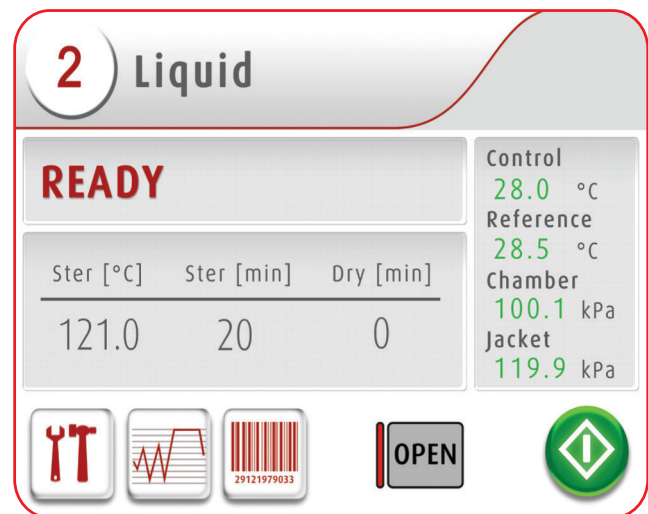 2 Liquid
READY
Ster [°C] Ster [min] Dry [min]
121.0 20 0
Control
28.0 °C
Reference
28.5 °C
Chamber
100.1 kPa
Jacket
119.9 kPa
29121979033
OPEN